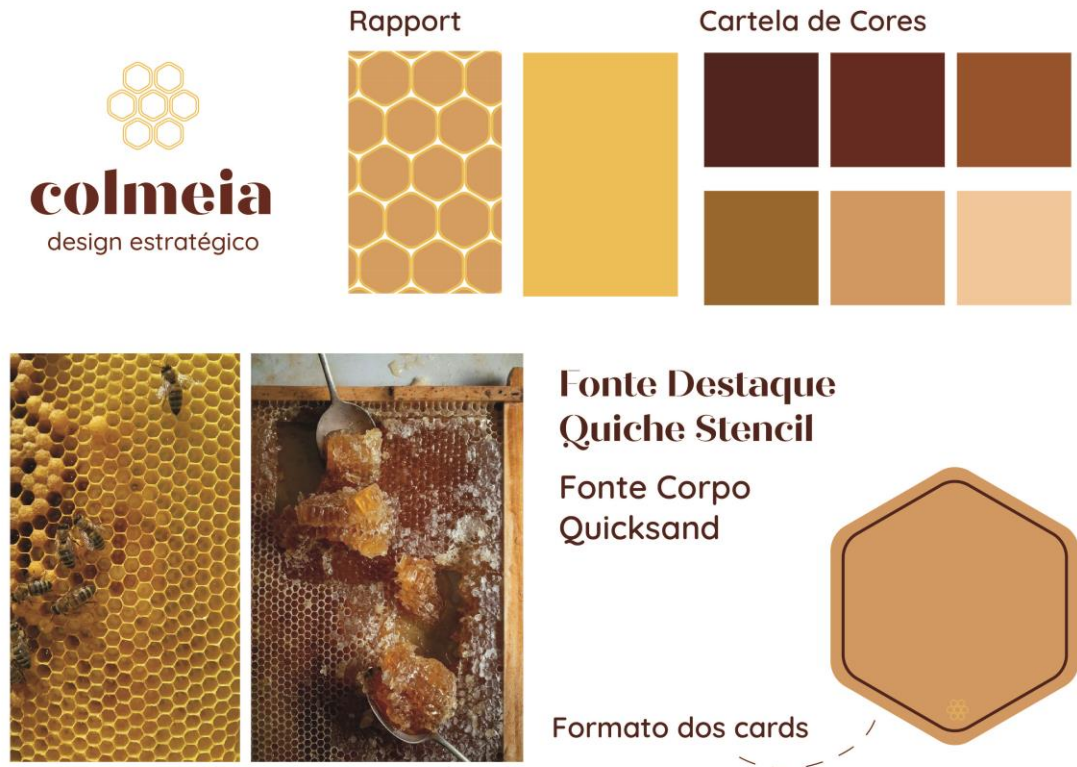 Rapport
Cartela de Cores
colmeia
design estratégico
Fonte Destaque
Quiche Stencil
Fonte Corpo
Quicksand
Formato dos cards